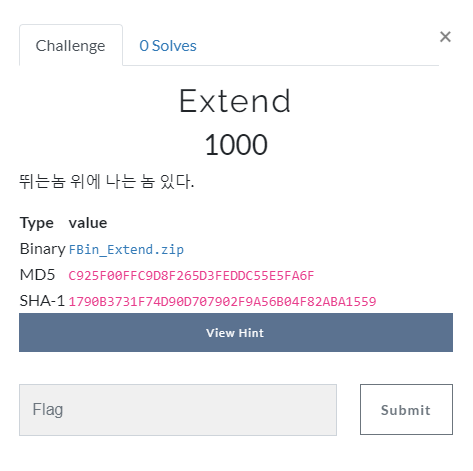 Challenge
0 Solves
×
Extend
1000
뛰는놈 위에 나는 놈 있다.
Type value
Binary FBin_Extend.zip
MD5 C925F00FFC9D8F265D3FEDDC55E5FA6F
SHA-1 1790B3731F74D90D707902F9A56B04F82ABA1559
View Hint
Flag
Submit